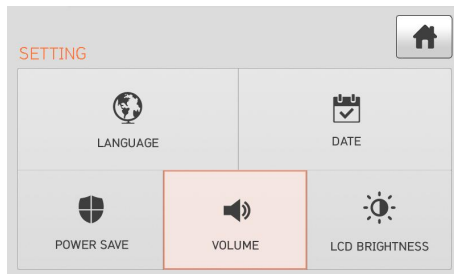 SETTING
LANGUAGE
DATE
POWER SAVE
VOLUME
LCD BRIGHTNESS